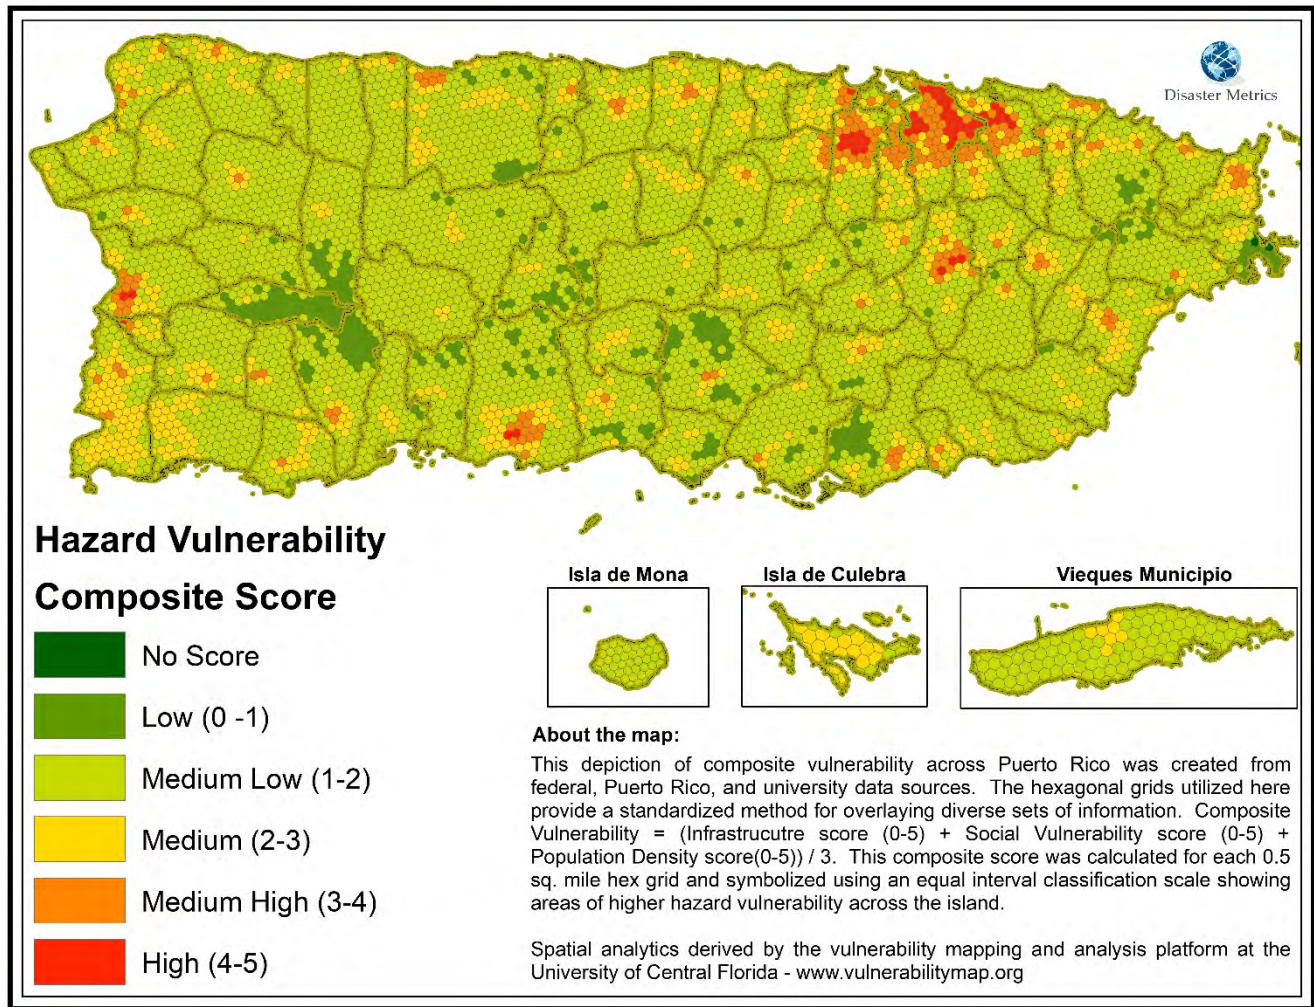 Disaster Metrics
Hazard Vulnerability
Composite Score
No Score
Low (0 -1)
Medium Low (1-2)
Medium (2-3)
Medium High (3-4)
High (4-5)
Isla de Mona
Isla de Culebra
Vieques Municipio
About the map:
This depiction of composite vulnerability across Puerto Rico was created from
federal, Puerto Rico, and university data sources. The hexagonal grids utilized here
provide a standardized method for overlaying diverse sets of information. Composite
Vulnerability = (Infrastrucutre score (0-5) + Social Vulnerability score (0-5) +
Population Density score(0-5)) / 3. This composite score was calculated for each 0.5
sq. mile hex grid and symbolized using an equal interval classification scale showing
areas of higher hazard vulnerability across the island.
Spatial analytics derived by the vulnerability mapping and analysis platform at the
University of Central Florida - www.vulnerabilitymap.org